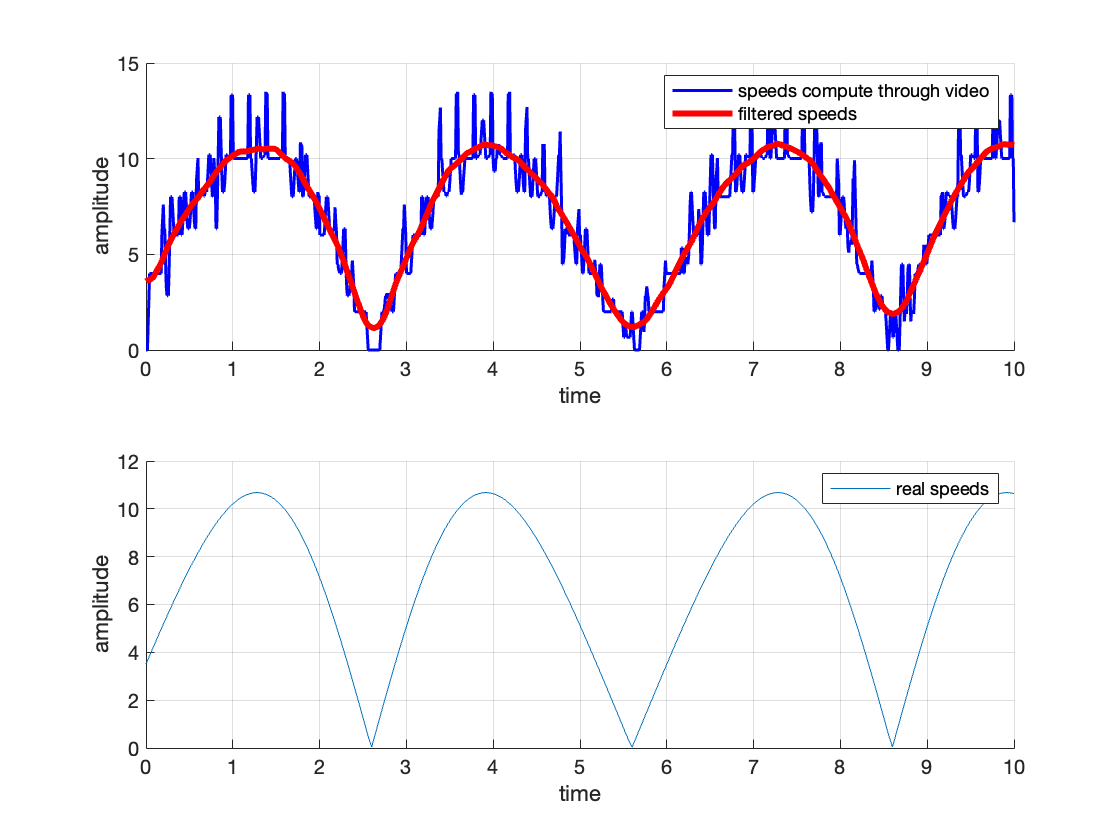 15
speeds compute through video
filtered speeds
10
amplitude
5
0
0 1 2 3 4 5 6 7 8 9 10
time
12
real speeds
10
8
amplitude
6
4
2
0
0 1 2 3 4 5 6 7 8 9 10
time